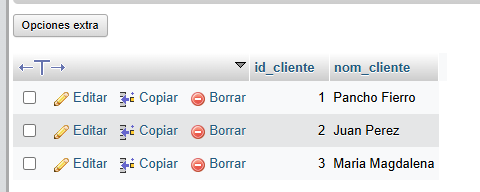 Opciones extra
id_cliente nom_cliente
Editar Copiar Borrar 1 Pancho Fierro
Editar Copiar Borrar 2 Juan Perez
Editar Copiar Borrar 3 Maria Magdalena